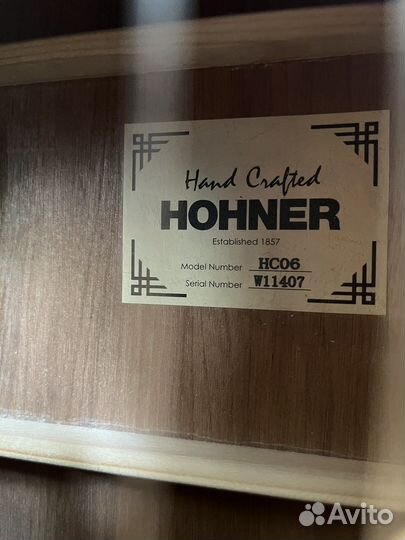 Hand Crafted
HOHNER
Established 1857
Model Number HC06
Serial Number W11407
Avito